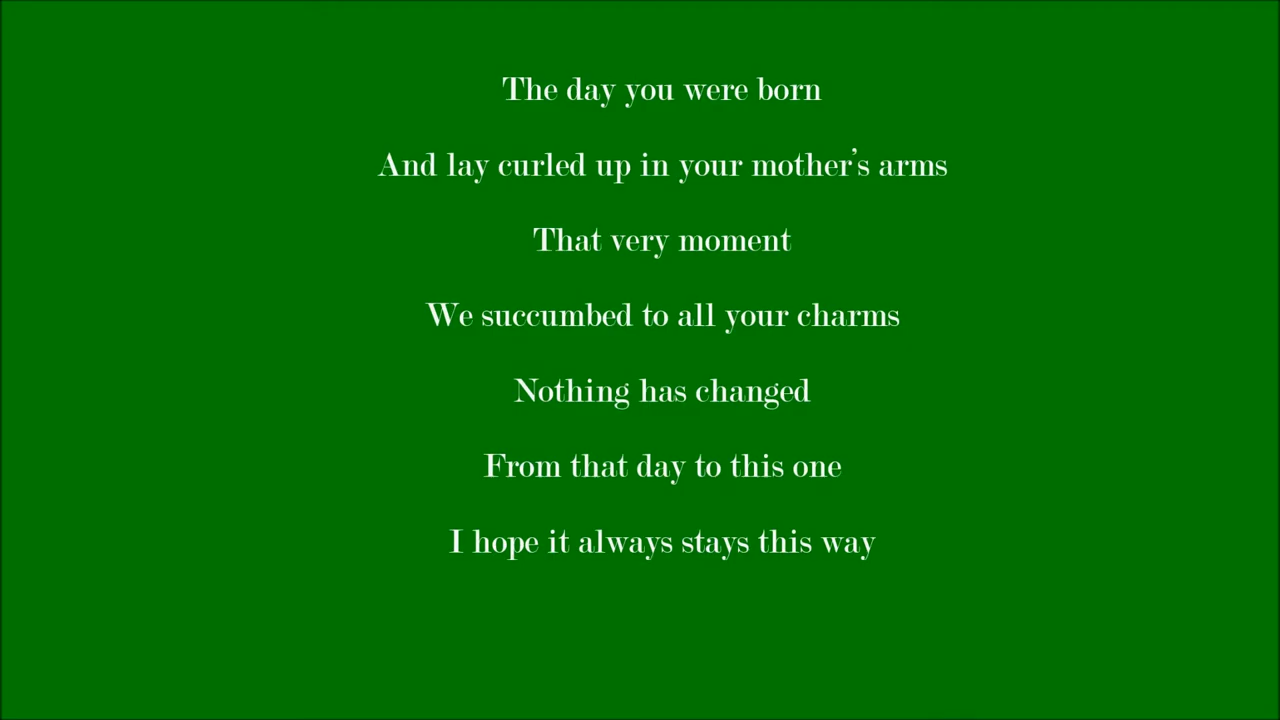 The day you were born
And lay curled up in your mother's arms
That very moment
We succumbed to all your charms
Nothing has changed
From that day to this one
I hope it always stays this way